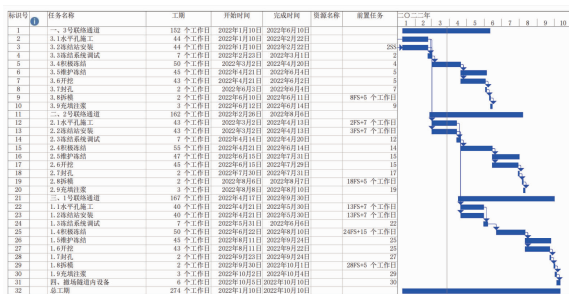 标识号 任务名称 工期 开始时间 完成时间 资源名称 前置任务 二〇二二年
1 2 3 4 5 6 7 8 9 10
1 一、3号联络通道 152 个工作日 2022年1月10日 2022年6月10日
2 3.1水平孔施工 44 个工作日 2022年1月10日 2022年2月22日
3 3.2冻结站安装 44 个工作日 2022年1月10日 2022年2月22日 2SS
4 3.3冻结系统调试 7 个工作日 2022年2月23日 2022年3月1日 2
5 3.4积极冻结 50 个工作日 2022年3月2日 2022年4月20日 4
6 3.5维护冻结 45 个工作日 2022年4月21日 2022年6月4日 5
7 3.6开挖 43 个工作日 2022年4月21日 2022年6月2日 5
8 3.7封孔 2 个工作日 2022年6月3日 2022年6月4日 7
9 3.8拆模 2 个工作日 2022年6月10日 2022年6月11日 8FS+5 个工作日
10 3.9充填注浆 3 个工作日 2022年6月12日 2022年6月14日 9
11 二、2号联络通道 162 个工作日 2022年2月26日 2022年8月6日
12 2.1水平孔施工 43 个工作日 2022年3月2日 2022年4月13日 2FS+7 个工作日
13 2.2冻结站安装 43 个工作日 2022年3月2日 2022年4月13日 3FS+7 个工作日
14 2.3冻结系统调试 7 个工作日 2022年4月14日 2022年4月20日 12
15 2.4积极冻结 55 个工作日 2022年4月21日 2022年6月14日 14
16 2.5维护冻结 47 个工作日 2022年6月15日 2022年7月31日 15
17 2.6开挖 45 个工作日 2022年6月15日 2022年7月29日 15
18 2.7封孔 2 个工作日 2022年7月30日 2022年7月31日 17
19 2.8拆模 2 个工作日 2022年8月6日 2022年8月7日 18FS+5 个工作日
20 2.9充填注浆 3 个工作日 2022年8月8日 2022年8月10日 19
21 三、1号联络通道 167 个工作日 2022年4月17日 2022年9月30日
22 1.1水平孔施工 40 个工作日 2022年4月21日 2022年5月30日 13FS+7 个工作日
23 1.2冻结站安装 40 个工作日 2022年4月21日 2022年5月30日 13FS+7 个工作日
24 1.3冻结系统调试 7 个工作日 2022年5月31日 2022年6月6日 22
25 1.4积极冻结 50 个工作日 2022年6月22日 2022年8月10日 24FS+15 个工作日
26 1.5维护冻结 45 个工作日 2022年8月11日 2022年9月24日 25
27 1.6开挖 43 个工作日 2022年8月11日 2022年9月22日 25
28 1.7封孔 2 个工作日 2022年9月23日 2022年9月24日 27
29 1.8拆模 2 个工作日 2022年9月30日 2022年10月1日 28FS+5 个工作日
30 1.9充填注浆 3 个工作日 2022年10月2日 2022年10月4日 29
31 四、撤场隧道内设备 6 个工作日 2022年10月5日 2022年10月10日 30
32 总工期 274 个工作日 2022年1月10日 2022年10月10日